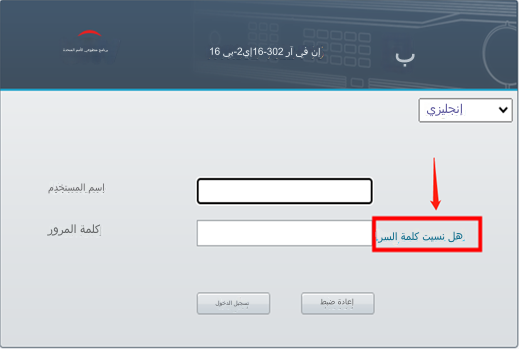 ب
إن في آر 302-16إي2-بي 16
إنجليزي
إسم المستخدم
كلمة المرور
هل نسيت كلمة السر
تسجيل الدخول
إعادة ضبط